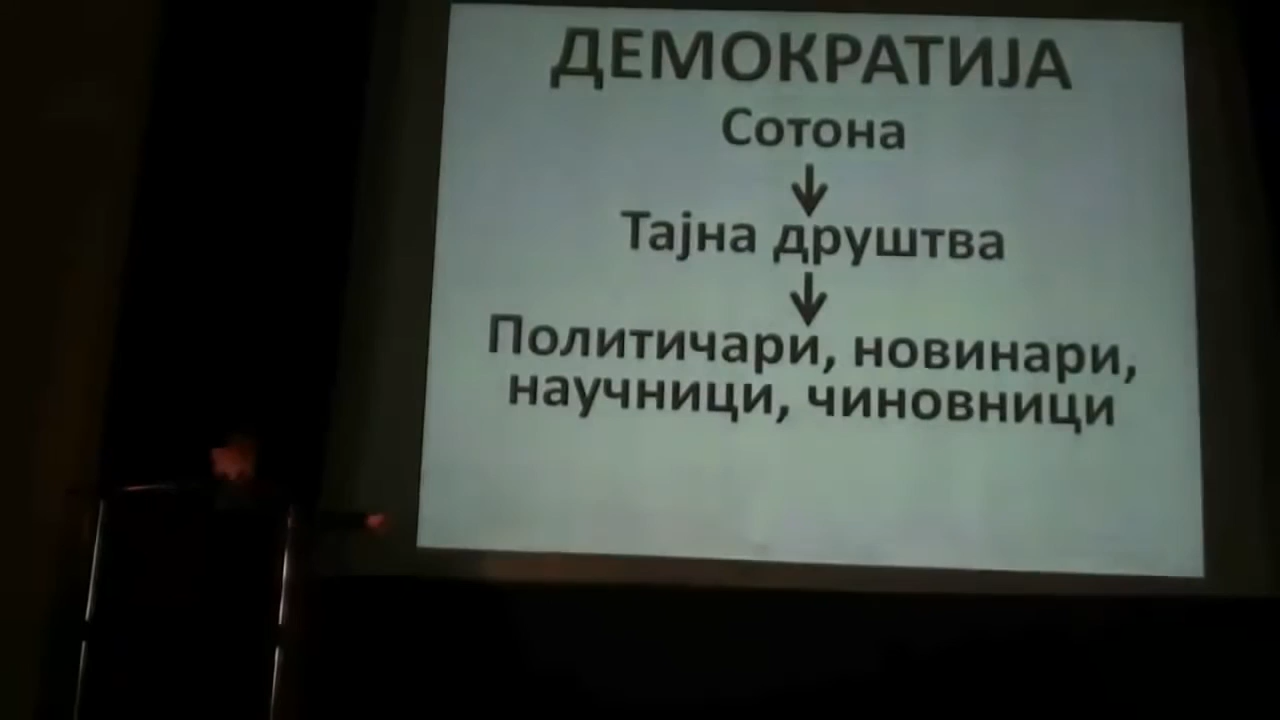 ДЕМОКРАТИЈА
Сотона
Тајна друштва
Политичари, новинари,
научници, чиновници